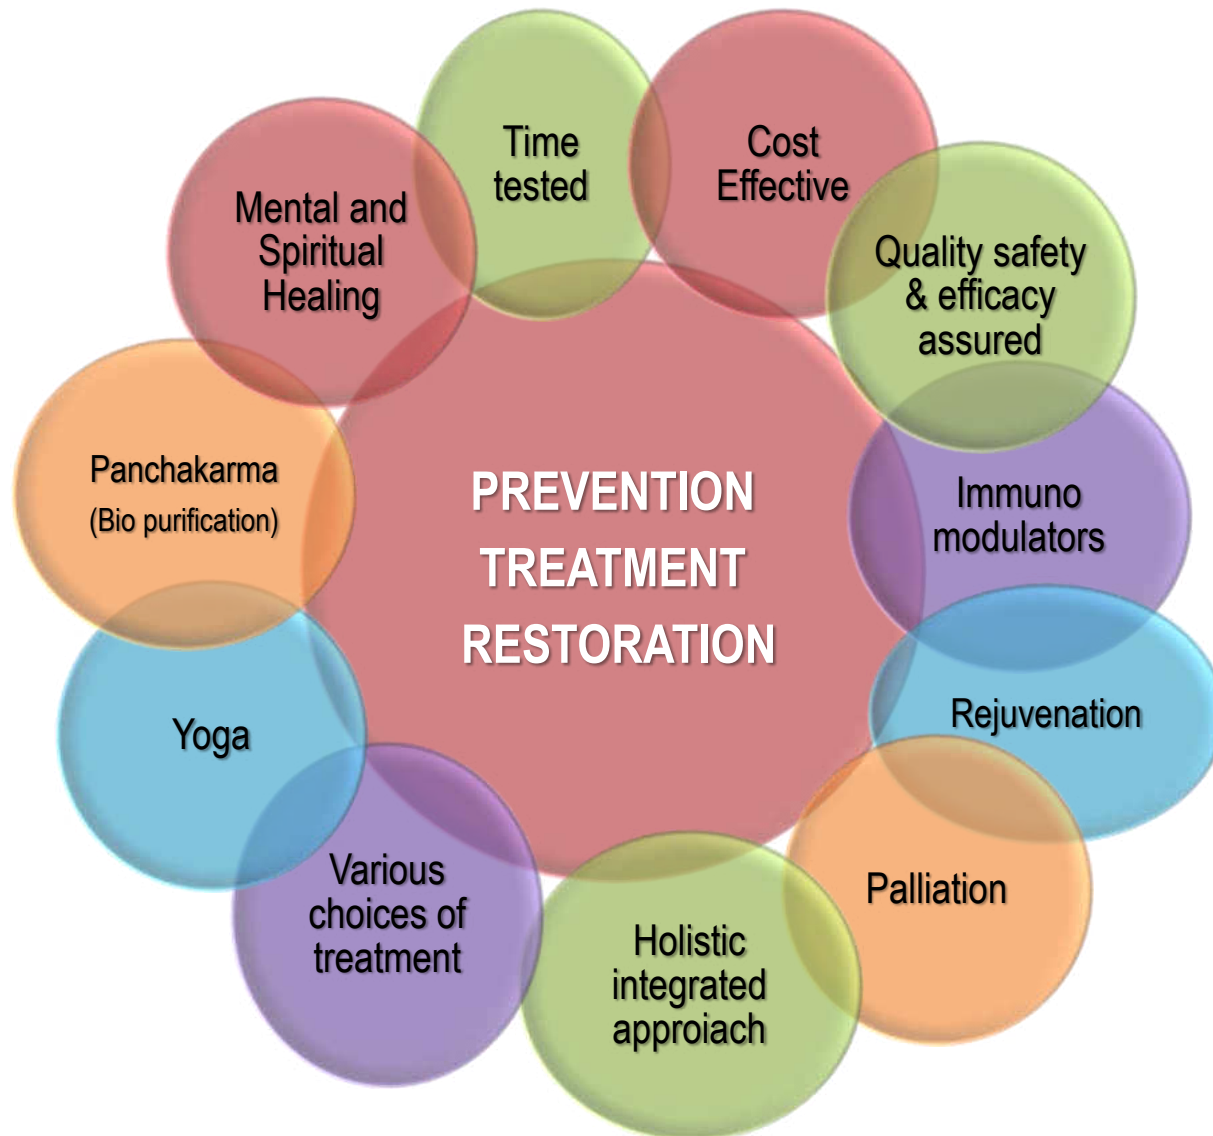 Time
tested
Cost
Effective
Quality safety
& efficacy
assured
Immuno
modulators
Rejuvenation
Palliation
Holistic
integrated
approiach
Various
choices of
treatment
Yoga
Panchakarma
(Bio purification)
Mental and
Spiritual
Healing
PREVENTION
TREATMENT
RESTORATION